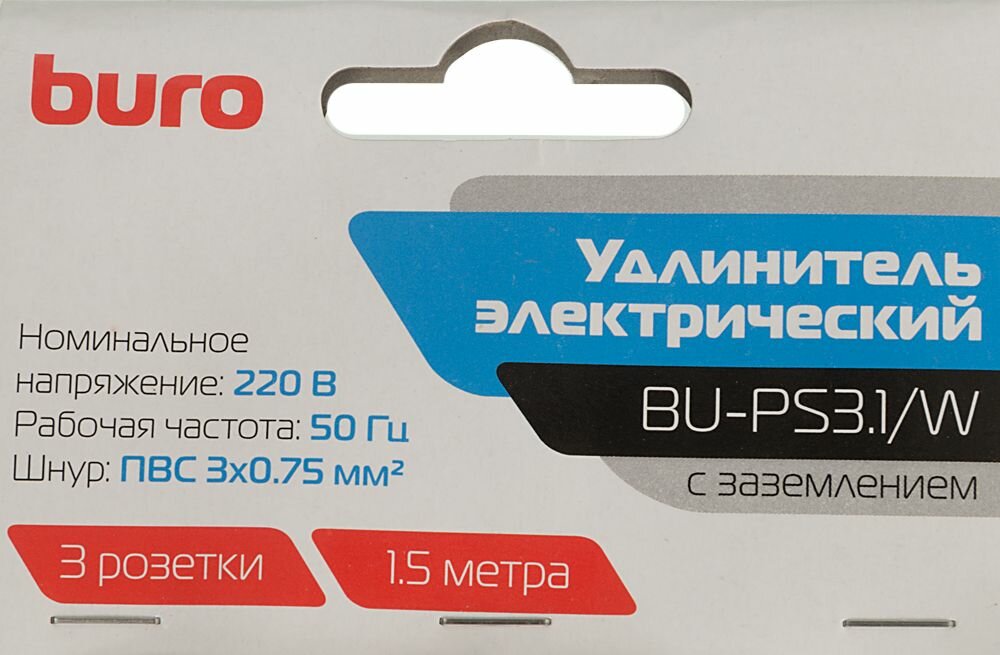 buro
Удлинитель
электрический
BU-PS3.1/W
с заземлением
Номинальное
напряжение: 220 В
Рабочая частота: 50 Гц
Шнур: ПВС 3x0.75 мм²
3 розетки
1.5 метра